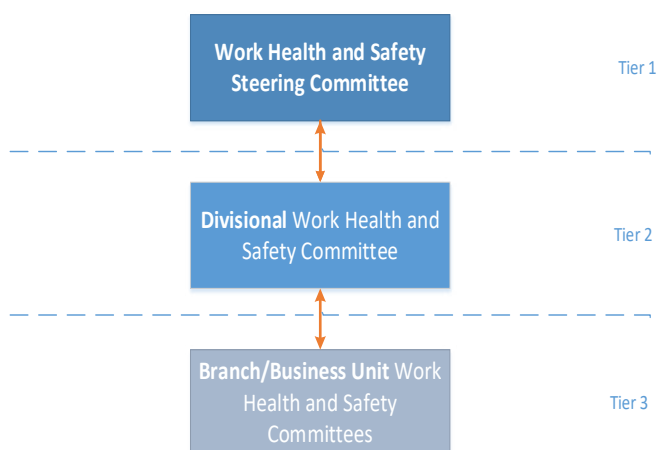 Work Health and Safety
Steering Committee
Tier 1
Divisional Work Health and
Safety Committee
Tier 2
Branch/Business Unit Work
Health and Safety
Committees
Tier 3